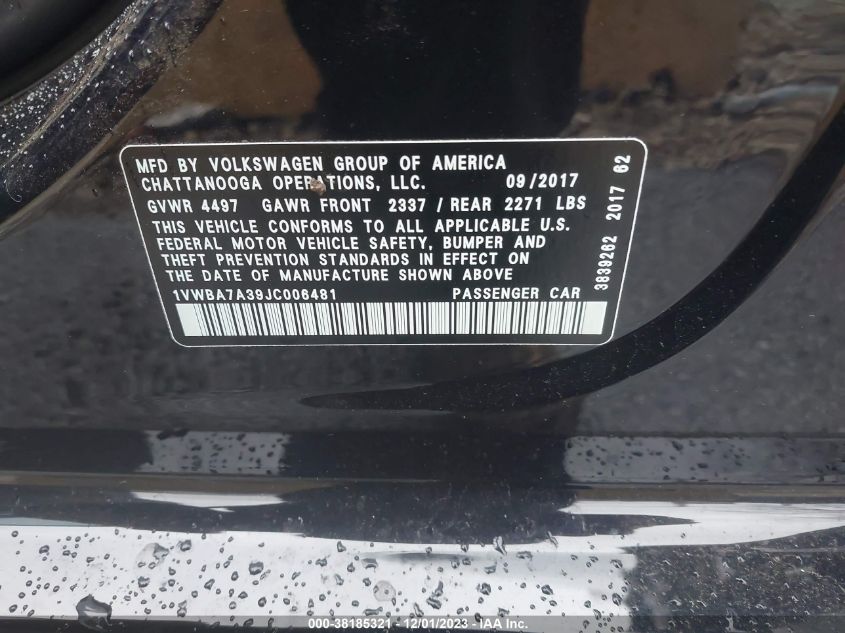 MFD BY VOLKSWAGEN GROUP OF AMERICA
CHATTANOOGA OPERATIONS, LLC. 09/2017
GVWR 4497 GAWR FRONT 2337 / REAR 2271 LBS
THIS VEHICLE CONFORMS TO ALL APPLICABLE U.S.
FEDERAL MOTOR VEHICLE SAFETY, BUMPER AND
THEFT PREVENTION STANDARDS IN EFFECT ON
THE DATE OF MANUFACTURE SHOWN ABOVE
1VWBA7A39JC006481 PASSENGER CAR
3839262 2017 62
000-38185321 - 12/01/2023 - IAA Inc.